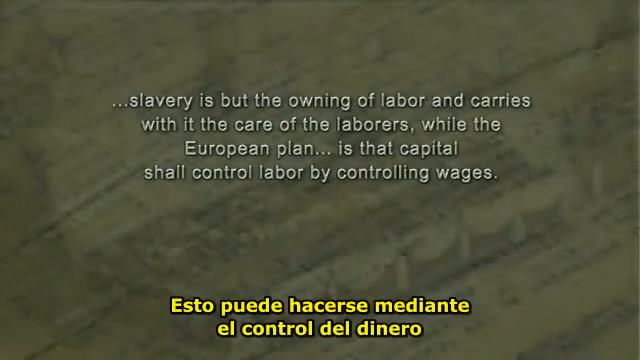 ...slavery is but the owning of labor and carries
with it the care of the laborers, while the
European plan... is that capital
shall control labor by controlling wages.
Esto puede hacerse mediante
el control del dinero